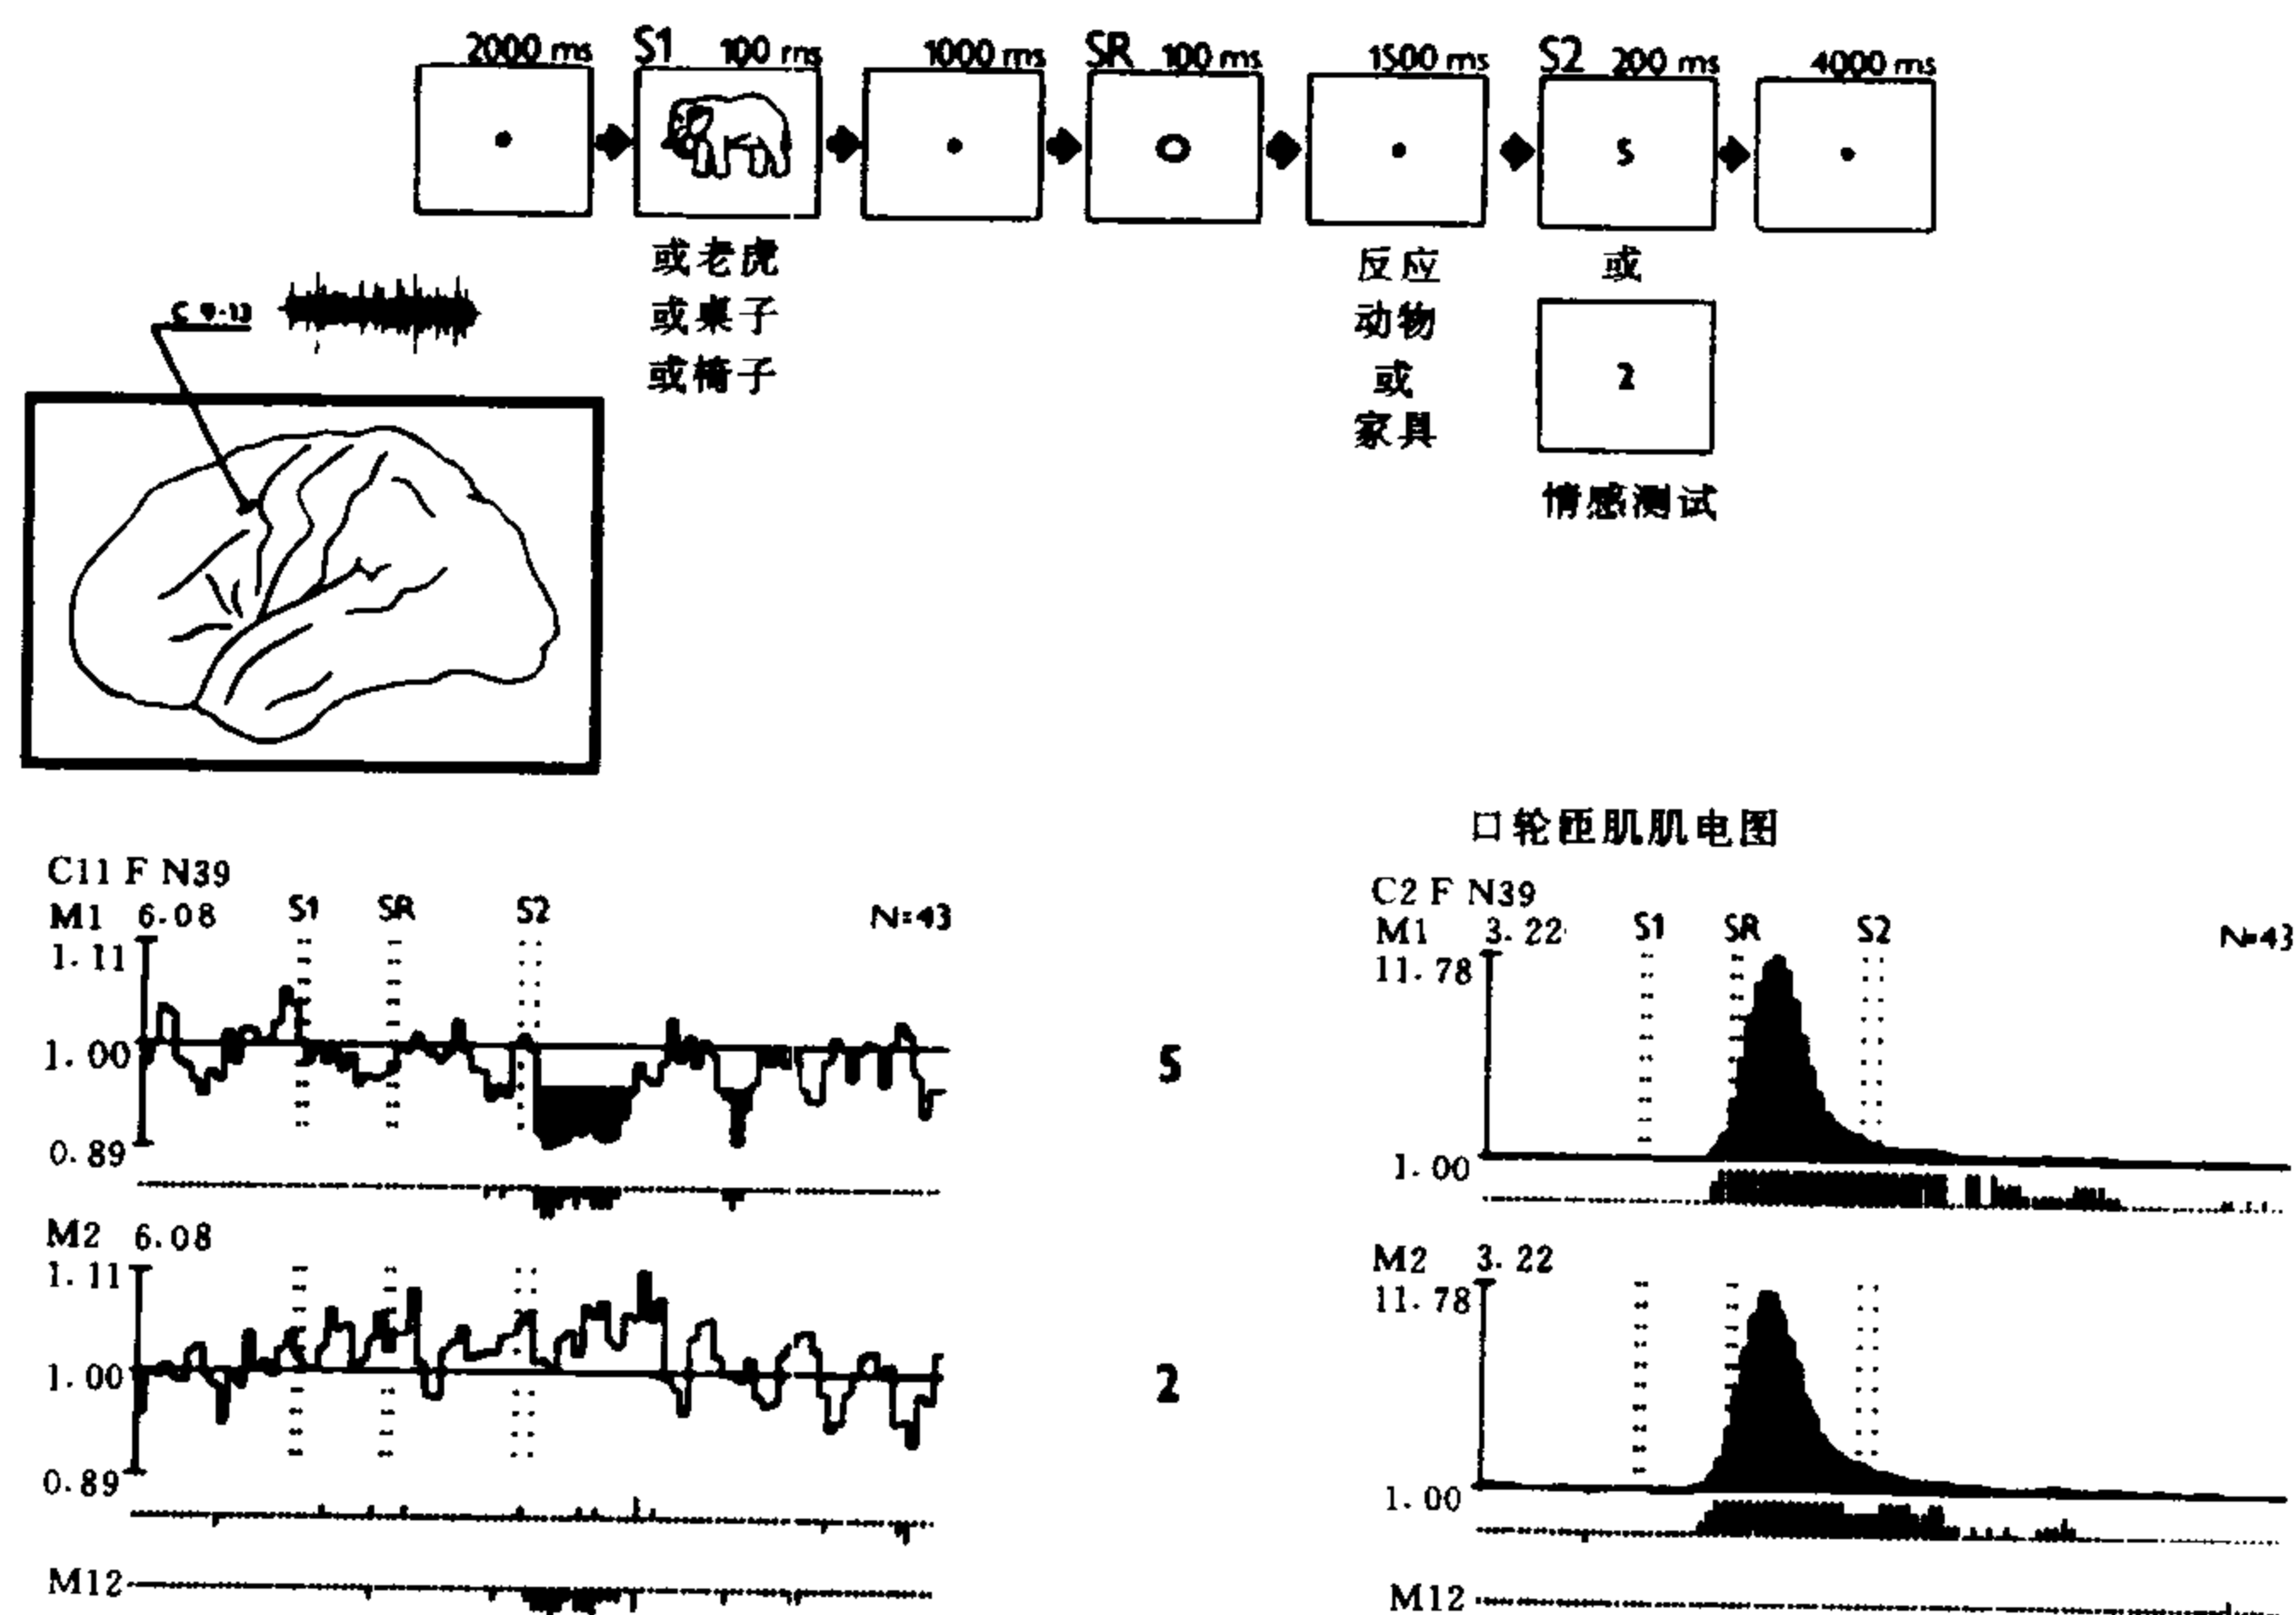 2000 ms S1 100 ms 1000 ms SR 100 ms 1500 ms S2 200 ms 4000 ms
S
或老虎
或桌子
或椅子
反应
动物
或
家具
或
2
情感测试
C 9-13
口轮匝肌肌电图
C11 F N39
M1 6.08 S1 SR S2 N=43
1.11
1.00
0.89
S
M2 6.08
1.11
1.00
0.89
2
M12
C2 F N39
M1 3.22 S1 SR S2 N=43
11.78
1.00
M2 3.22
11.78
1.00
M12